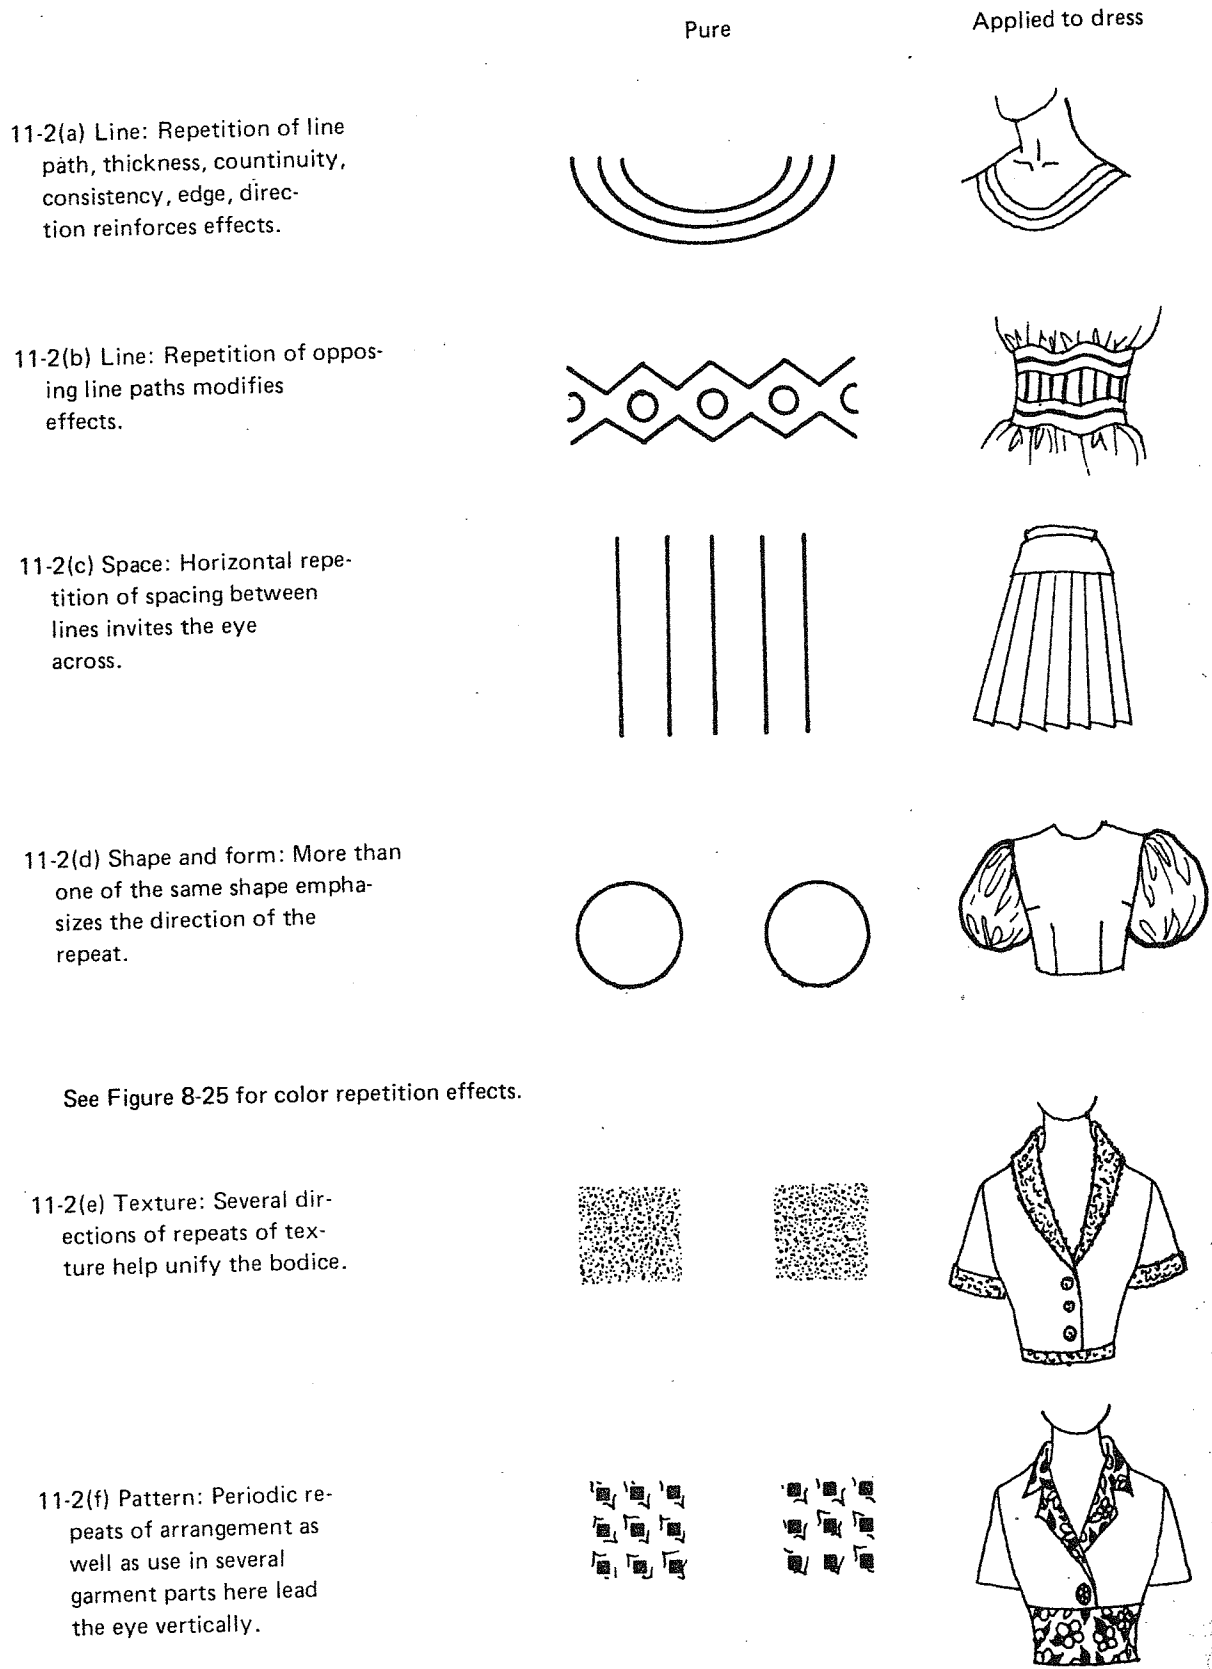 Pure
Applied to dress
11-2(a) Line: Repetition of line
path, thickness, countinuity,
consistency, edge, direc-
tion reinforces effects.
11-2(b) Line: Repetition of oppos-
ing line paths modifies
effects.
11-2(c) Space: Horizontal repe-
tition of spacing between
lines invites the eye
across.
11-2(d) Shape and form: More than
one of the same shape empha-
sizes the direction of the
repeat.
See Figure 8-25 for color repetition effects.
11-2(e) Texture: Several dir-
ections of repeats of tex-
ture help unify the bodice.
11-2(f) Pattern: Periodic re-
peats of arrangement as
well as use in several
garment parts here lead
the eye vertically.